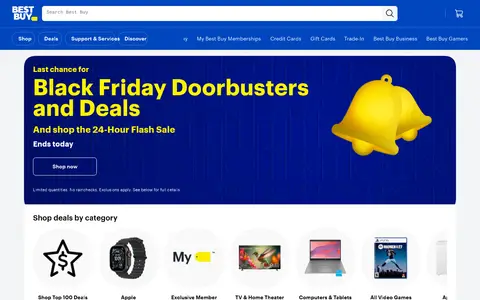 BEST BUY
Search Best Buy
Shop
Deals
Support & Services
Discover
My Best Buy Memberships
Credit Cards
Gift Cards
Trade-In
Best Buy Business
Best Buy Gamers
Last chance for
Black Friday Doorbusters
and Deals
And shop the 24-Hour Flash Sale
Ends today
Shop now
Limited quantities. No rainchecks. Exclusions apply. See below for full details
Shop deals by category
My
Shop Top 100 Deals
Apple
Exclusive Member
TV & Home Theater
Computers & Tablets
All Video Games